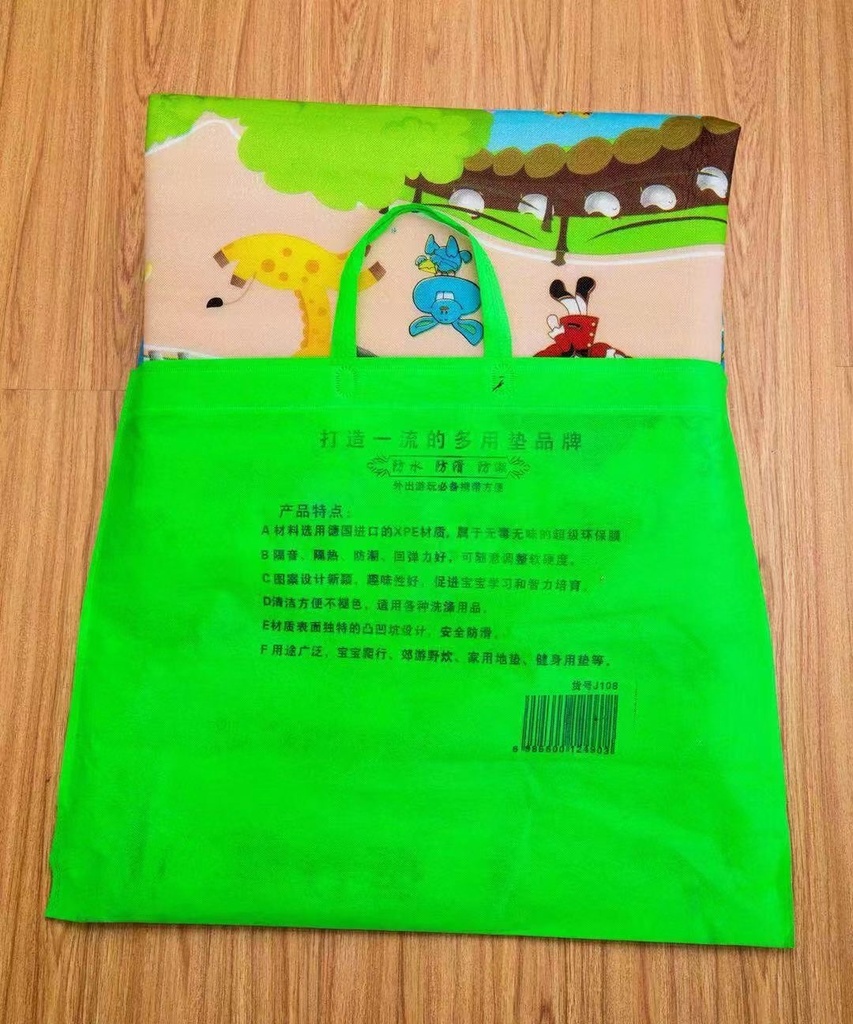 打造一流的多用垫品牌
防水 防滑 防潮
外出游玩必备携带方便
产品特点：
A 材料选用德国进口的XPE材质，属于无毒无味的超级环保膜
B 隔音、隔热、防潮、回弹力好，可随意调整软硬度。
C 图案设计新颖，趣味性好，促进宝宝学习和智力培育。
D清洁方便不褪色，适用各种洗涤用品。
E材质表面独特的凸凹坑设计，安全防滑。
F 用途广泛，宝宝爬行、郊游野炊、家用地垫、健身用垫等。
货号J108